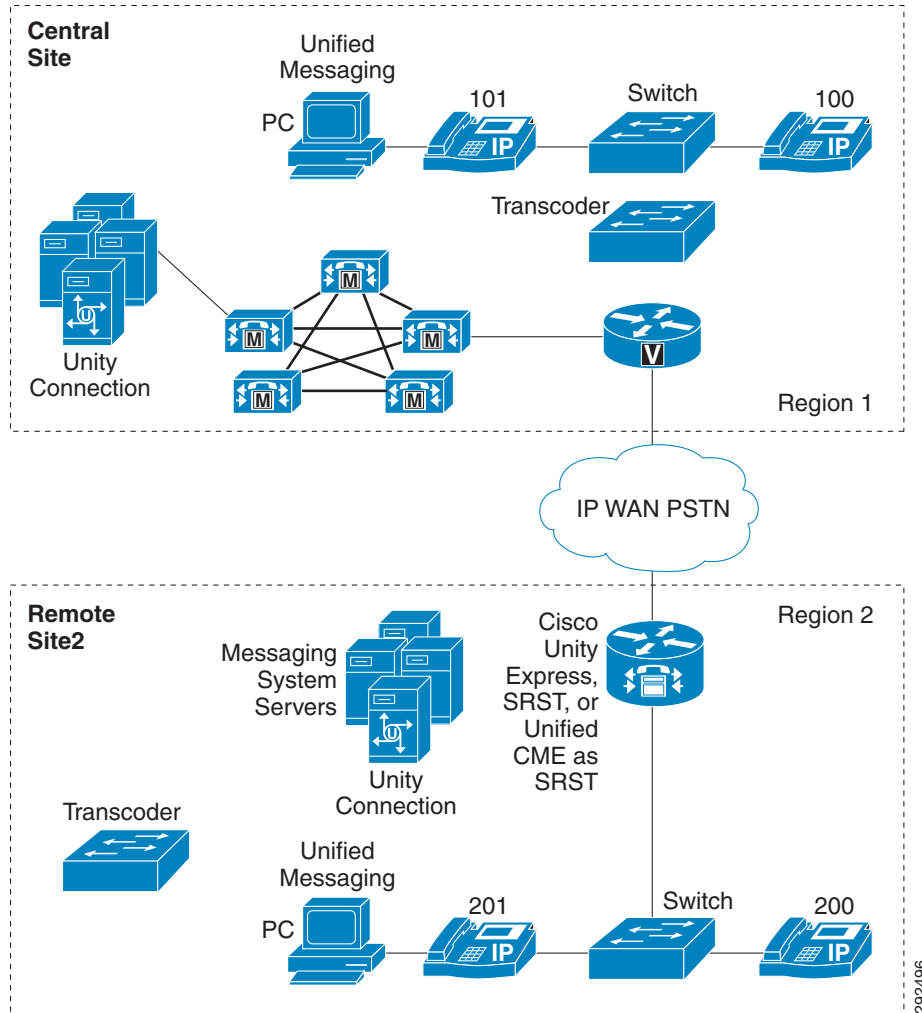 Central
Site
Unified
Messaging
PC
101
IP
Switch
100
IP
Transcoder
U
Unity
Connection
M
M
M
M
M
V
Region 1
IP WAN PSTN
Remote
Site2
Region 2
Messaging
System
Servers
U
Unity
Connection
Cisco
Unity
Express,
SRST, or
Unified
CME as
SRST
Transcoder
Unified
Messaging
PC
201
IP
Switch
200
IP
292496